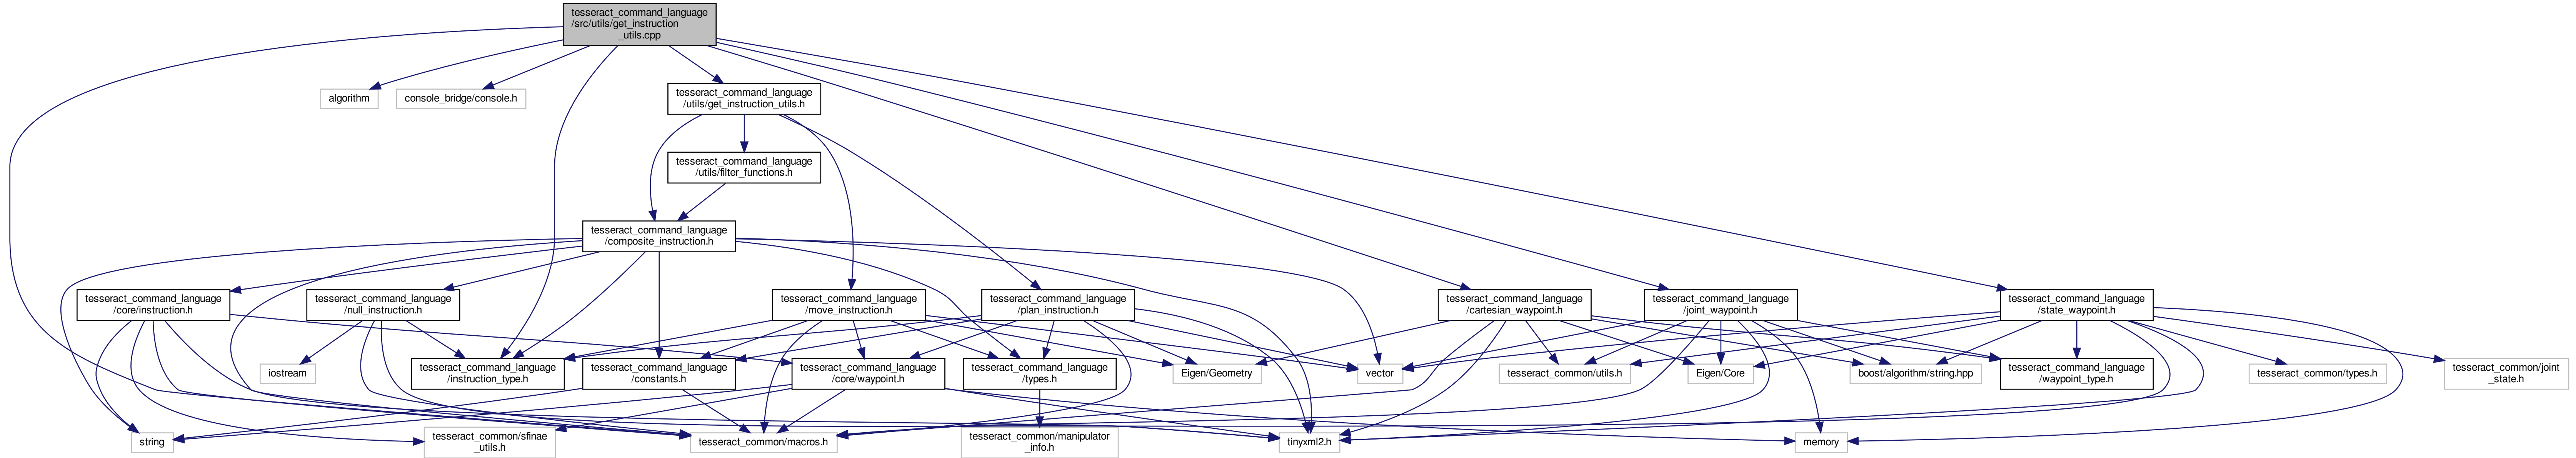 tesseract_command_language
/src/utils/get_instruction
_utils.cpp
algorithm
console_bridge/console.h
tesseract_command_language
/utils/get_instruction_utils.h
tesseract_command_language
/utils/filter_functions.h
tesseract_command_language
/composite_instruction.h
tesseract_command_language
/core/instruction.h
tesseract_command_language
/null_instruction.h
tesseract_command_language
/move_instruction.h
tesseract_command_language
/plan_instruction.h
tesseract_command_language
/cartesian_waypoint.h
tesseract_command_language
/joint_waypoint.h
tesseract_command_language
/state_waypoint.h
iostream
tesseract_command_language
/instruction_type.h
tesseract_command_language
/constants.h
tesseract_command_language
/core/waypoint.h
tesseract_command_language
/types.h
Eigen/Geometry
vector
tesseract_common/utils.h
Eigen/Core
boost/algorithm/string.hpp
tesseract_command_language
/waypoint_type.h
tesseract_common/types.h
tesseract_common/joint
_state.h
string
tesseract_common/sfinae
_utils.h
tesseract_common/macros.h
tesseract_common/manipulator
_info.h
tinyxml2.h
memory